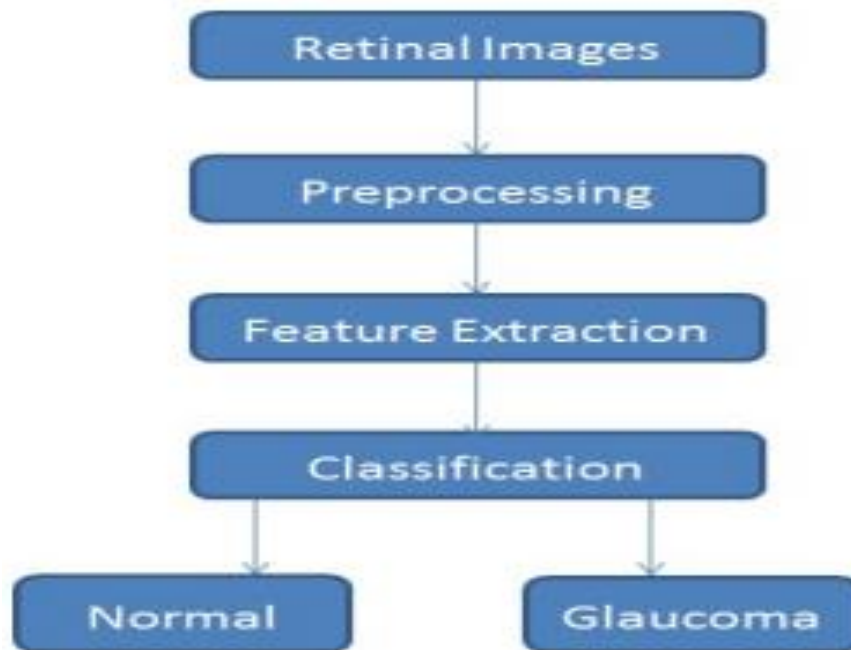 Retinal Images
Preprocessing
Feature Extraction
Classification
Normal
Glaucoma